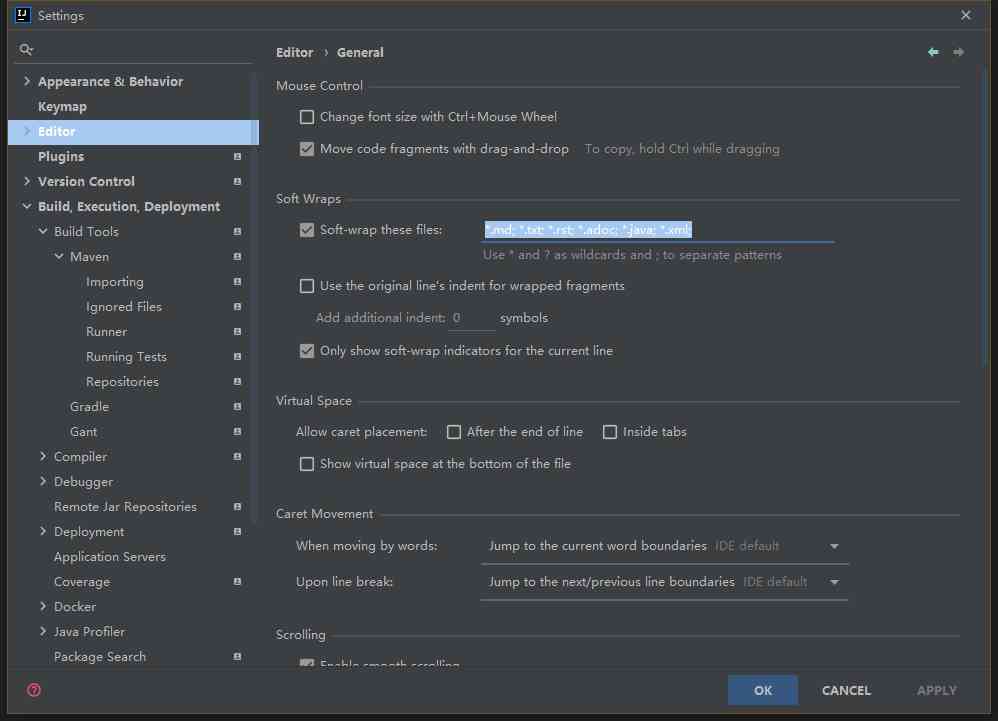 Settings
Appearance & Behavior
Keymap
Editor
Plugins
Version Control
Build, Execution, Deployment
Build Tools
Maven
Importing
Ignored Files
Runner
Running Tests
Repositories
Gradle
Gant
Compiler
Debugger
Remote Jar Repositories
Deployment
Application Servers
Coverage
Docker
Java Profiler
Package Search
Editor › General
Mouse Control
Change font size with Ctrl+Mouse Wheel
Move code fragments with drag-and-drop To copy, hold Ctrl while dragging
Soft Wraps
Soft-wrap these files: *.md; *.txt; *.rst; *.adoc; *.java; *.xml;
Use * and ? as wildcards and ; to separate patterns
Use the original line's indent for wrapped fragments
Add additional indent: 0 symbols
Only show soft-wrap indicators for the current line
Virtual Space
Allow caret placement: After the end of line Inside tabs
Show virtual space at the bottom of the file
Caret Movement
When moving by words: Jump to the current word boundaries IDE default
Upon line break: Jump to the next/previous line boundaries IDE default
Scrolling
Enable smooth scrolling
OK CANCEL APPLY